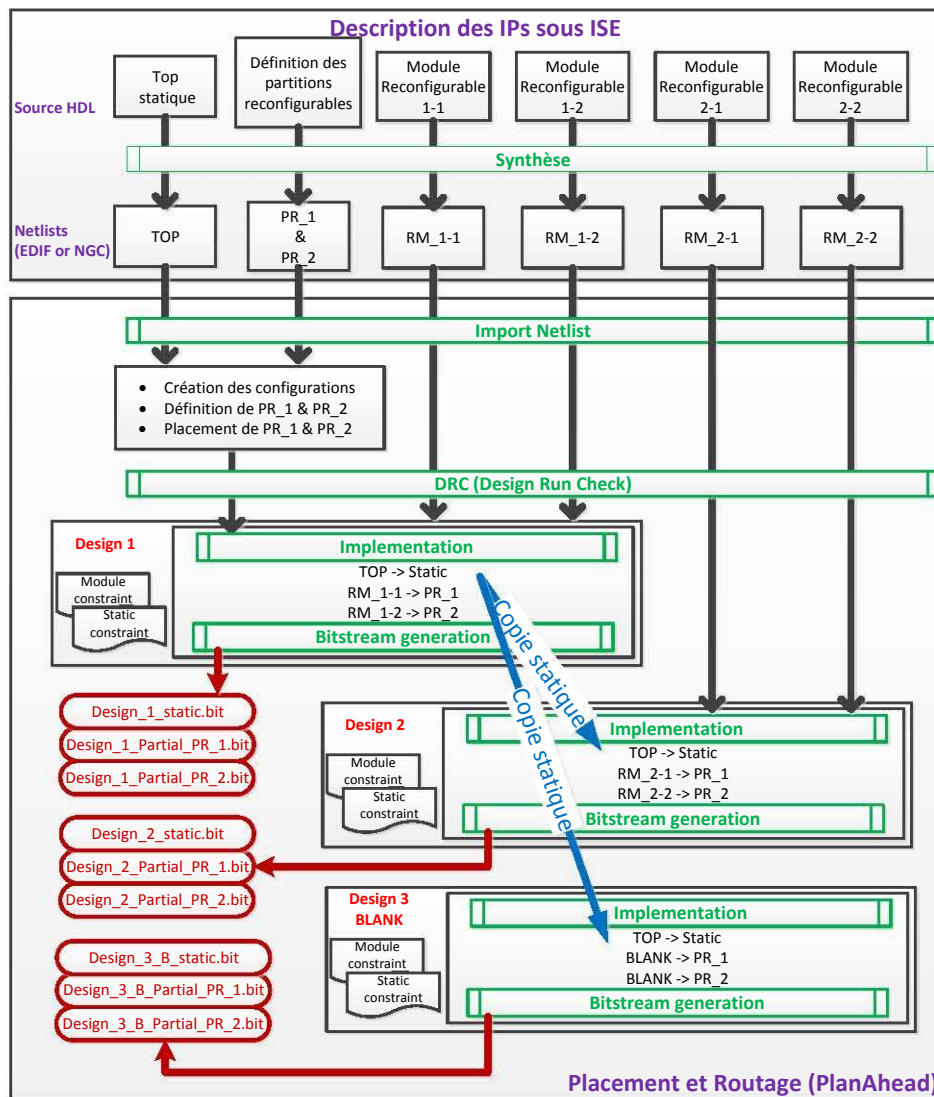 Description des IPs sous ISE
Source HDL
Top
statique
Définition des
partitions
reconfigurables
Module
Reconfigurable
1-1
Module
Reconfigurable
1-2
Module
Reconfigurable
2-1
Module
Reconfigurable
2-2
Synthèse
Netlists
(EDIF or NGC)
TOP
PR_1
&
PR_2
RM_1-1
RM_1-2
RM_2-1
RM_2-2
Import Netlist
• Création des configurations
• Définition de PR_1 & PR_2
• Placement de PR_1 & PR_2
DRC (Design Run Check)
Design 1
Module
constraint
Static
constraint
Implementation
TOP -> Static
RM_1-1 -> PR_1
RM_1-2 -> PR_2
Bitstream generation
Copie statique
Copie statique
Design_1_static.bit
Design_1_Partial_PR_1.bit
Design_1_Partial_PR_2.bit
Design 2
Module
constraint
Static
constraint
Implementation
TOP -> Static
RM_2-1 -> PR_1
RM_2-2 -> PR_2
Bitstream generation
Design_2_static.bit
Design_2_Partial_PR_1.bit
Design_2_Partial_PR_2.bit
Design 3
BLANK
Module
constraint
Static
constraint
Implementation
TOP -> Static
BLANK -> PR_1
BLANK -> PR_2
Bitstream generation
Design_3_B_static.bit
Design_3_B_Partial_PR_1.bit
Design_3_B_Partial_PR_2.bit
Placement et Routage (PlanAhead)